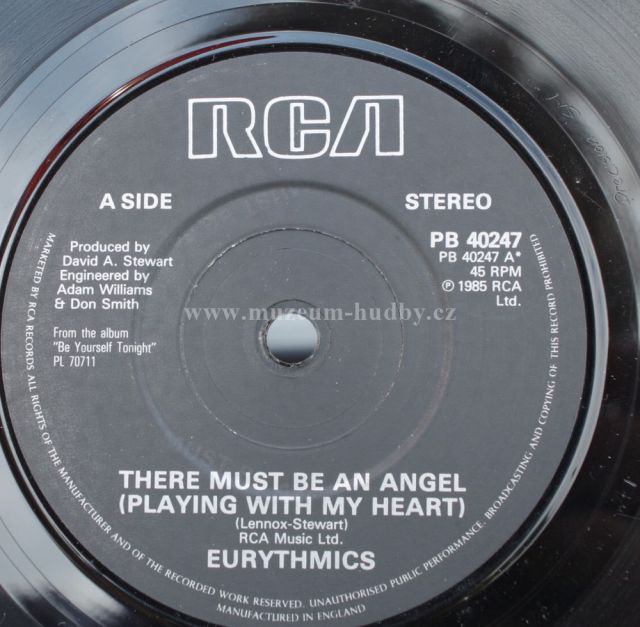 RCA
A SIDE
STEREO
Produced by
David A. Stewart
Engineered by
Adam Williams
& Don Smith
From the album
"Be Yourself Tonight"
PL 70711
PB 40247
PB 40247 A*
45 RPM
℗ 1985 RCA
Ltd.
www.muzeum-hudby.cz
THERE MUST BE AN ANGEL
(PLAYING WITH MY HEART)
(Lennox-Stewart)
RCA Music Ltd.
EURYTHMICS
MARKETED BY RCA RECORDS ALL RIGHTS OF THE MANUFACTURER AND OF THE RECORDED WORK RESERVED. UNAUTHORISED PUBLIC PERFORMANCE, BROADCASTING AND COPYING OF THIS RECORD PROHIBITED
MANUFACTURED IN ENGLAND